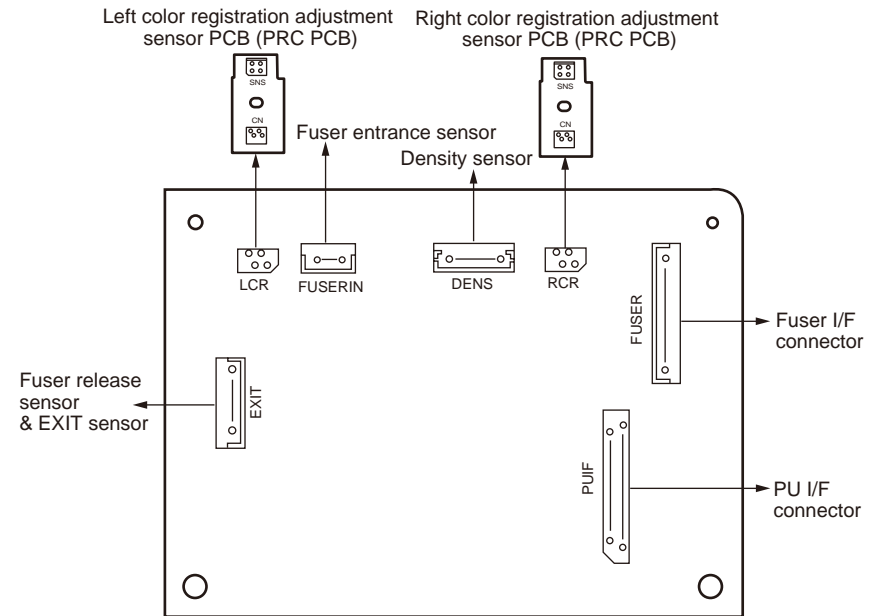 Left color registration adjustment
sensor PCB (PRC PCB)
Right color registration adjustment
sensor PCB (PRC PCB)
SNS
CN
SNS
CN
Fuser entrance sensor
Density sensor
LCR
FUSERIN
DENS
RCR
FUSER
Fuser I/F
connector
Fuser release
sensor
& EXIT sensor
EXIT
PUIF
PU I/F
connector